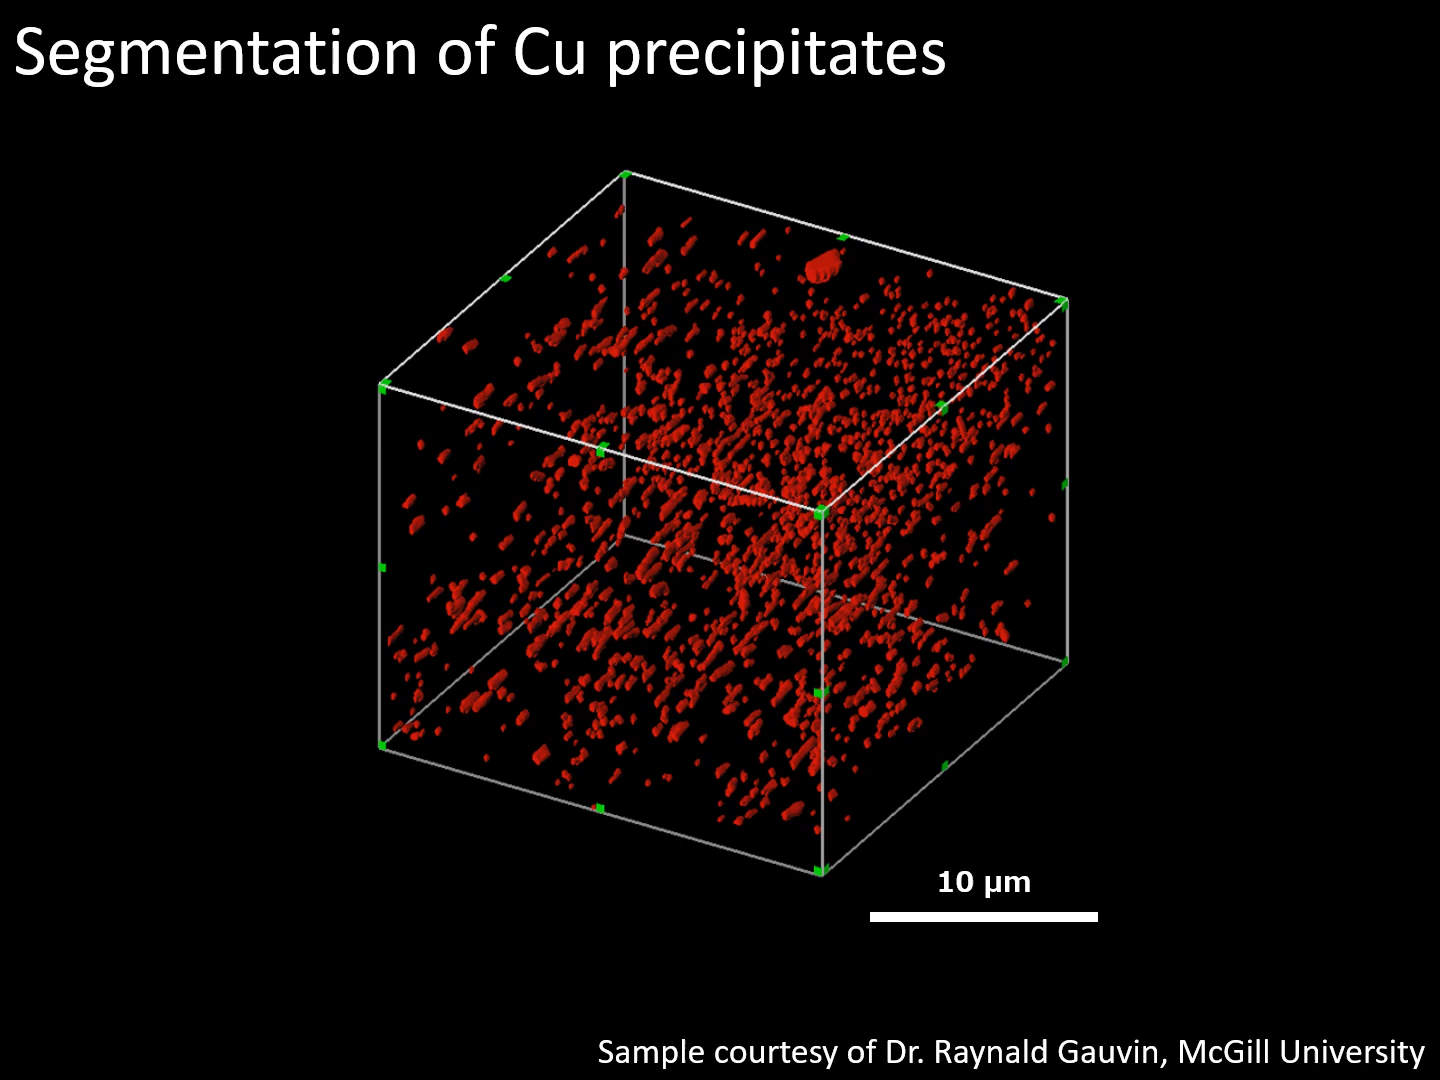 Segmentation of Cu precipitates
10 µm
Sample courtesy of Dr. Raynald Gauvin, McGill University